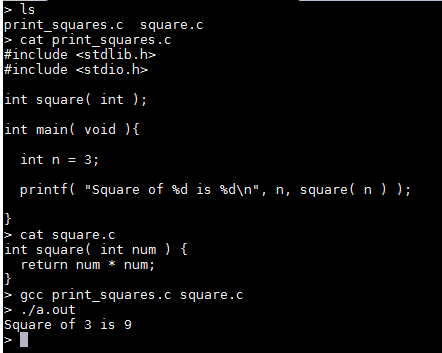 > ls
print_squares.c  square.c
> cat print_squares.c
#include <stdlib.h>
#include <stdio.h>

int square( int );

int main( void ){

  int n = 3;

  printf( "Square of %d is %d\n", n, square( n ) );

}
> cat square.c
int square( int num ) {
  return num * num;
}
> gcc print_squares.c square.c
> ./a.out
Square of 3 is 9
>